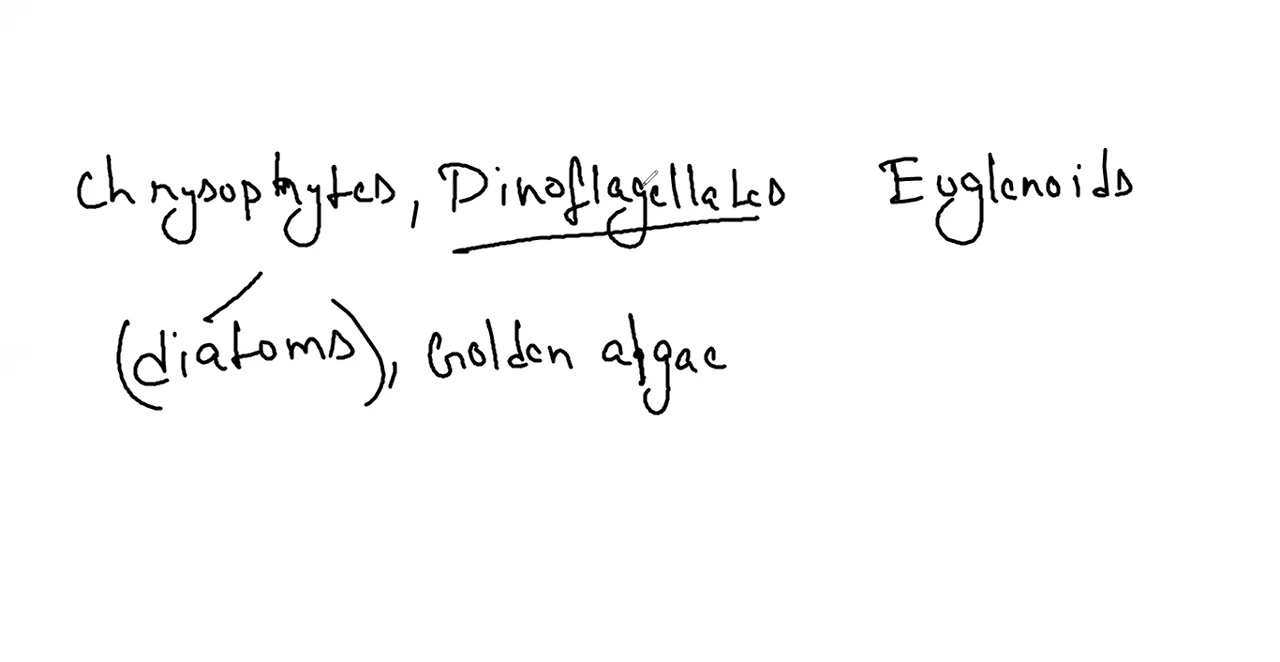 Chrysophytes, Dinoflagellates Euglenoids
(diatoms), Golden algae